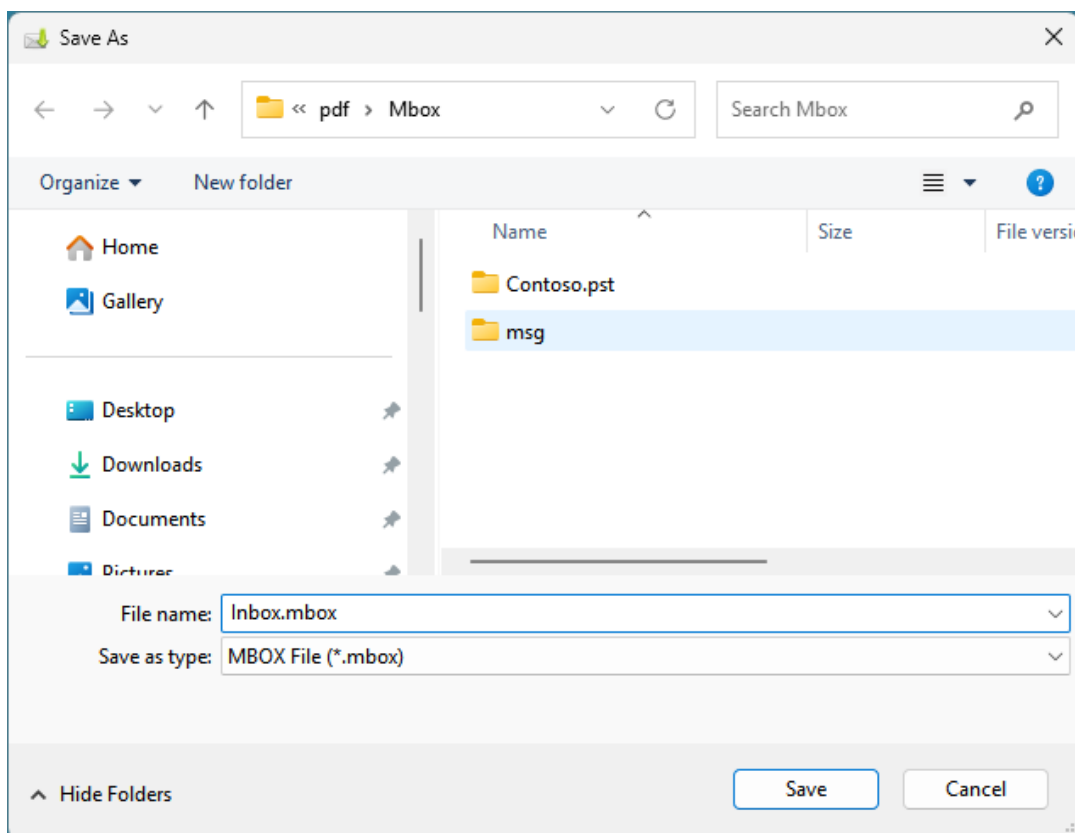 Save As
« pdf > Mbox
Search Mbox
Organize
New folder
?
Name
Size
File versi
Home
Gallery
Contoso.pst
msg
Desktop
Downloads
Documents
Pictures
File name: Inbox.mbox
Save as type: MBOX File (*.mbox)
Hide Folders
Save
Cancel